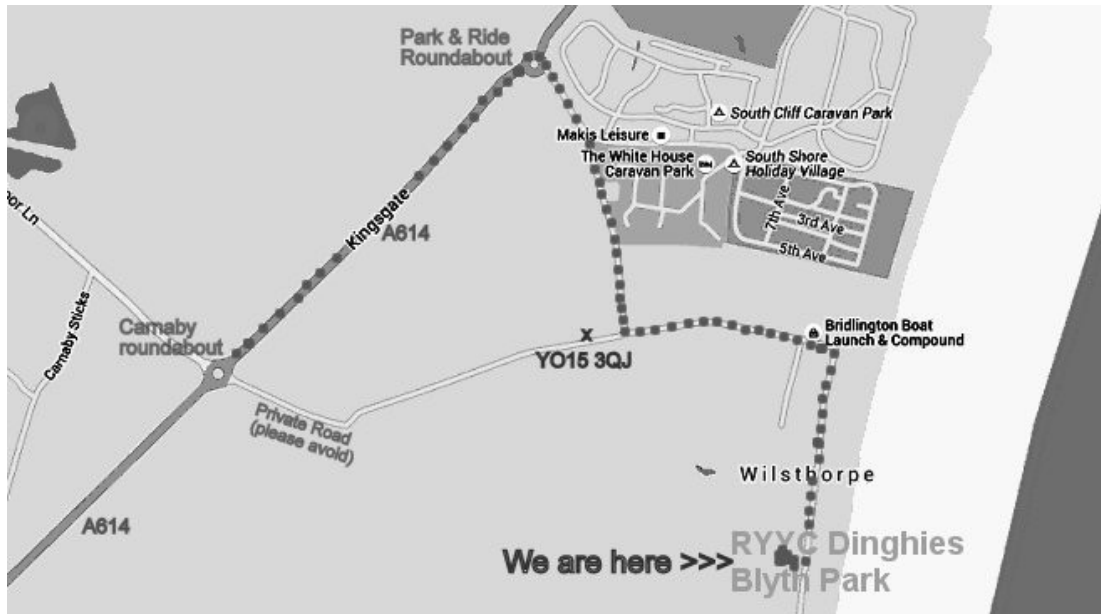 Park & Ride
Roundabout
South Cliff Caravan Park
Makis Leisure
The White House
Caravan Park
South Shore
Holiday Village
7th Ave
3rd Ave
5th Ave
oor Ln
Kingsgate
A614
Carnaby Sticks
Carnaby
roundabout
X
YO15 3QJ
Bridlington Boat
Launch & Compound
Private Road
(please avoid)
Wilsthorpe
A614
We are here >>>
RYYC Dinghies
Blyth Park